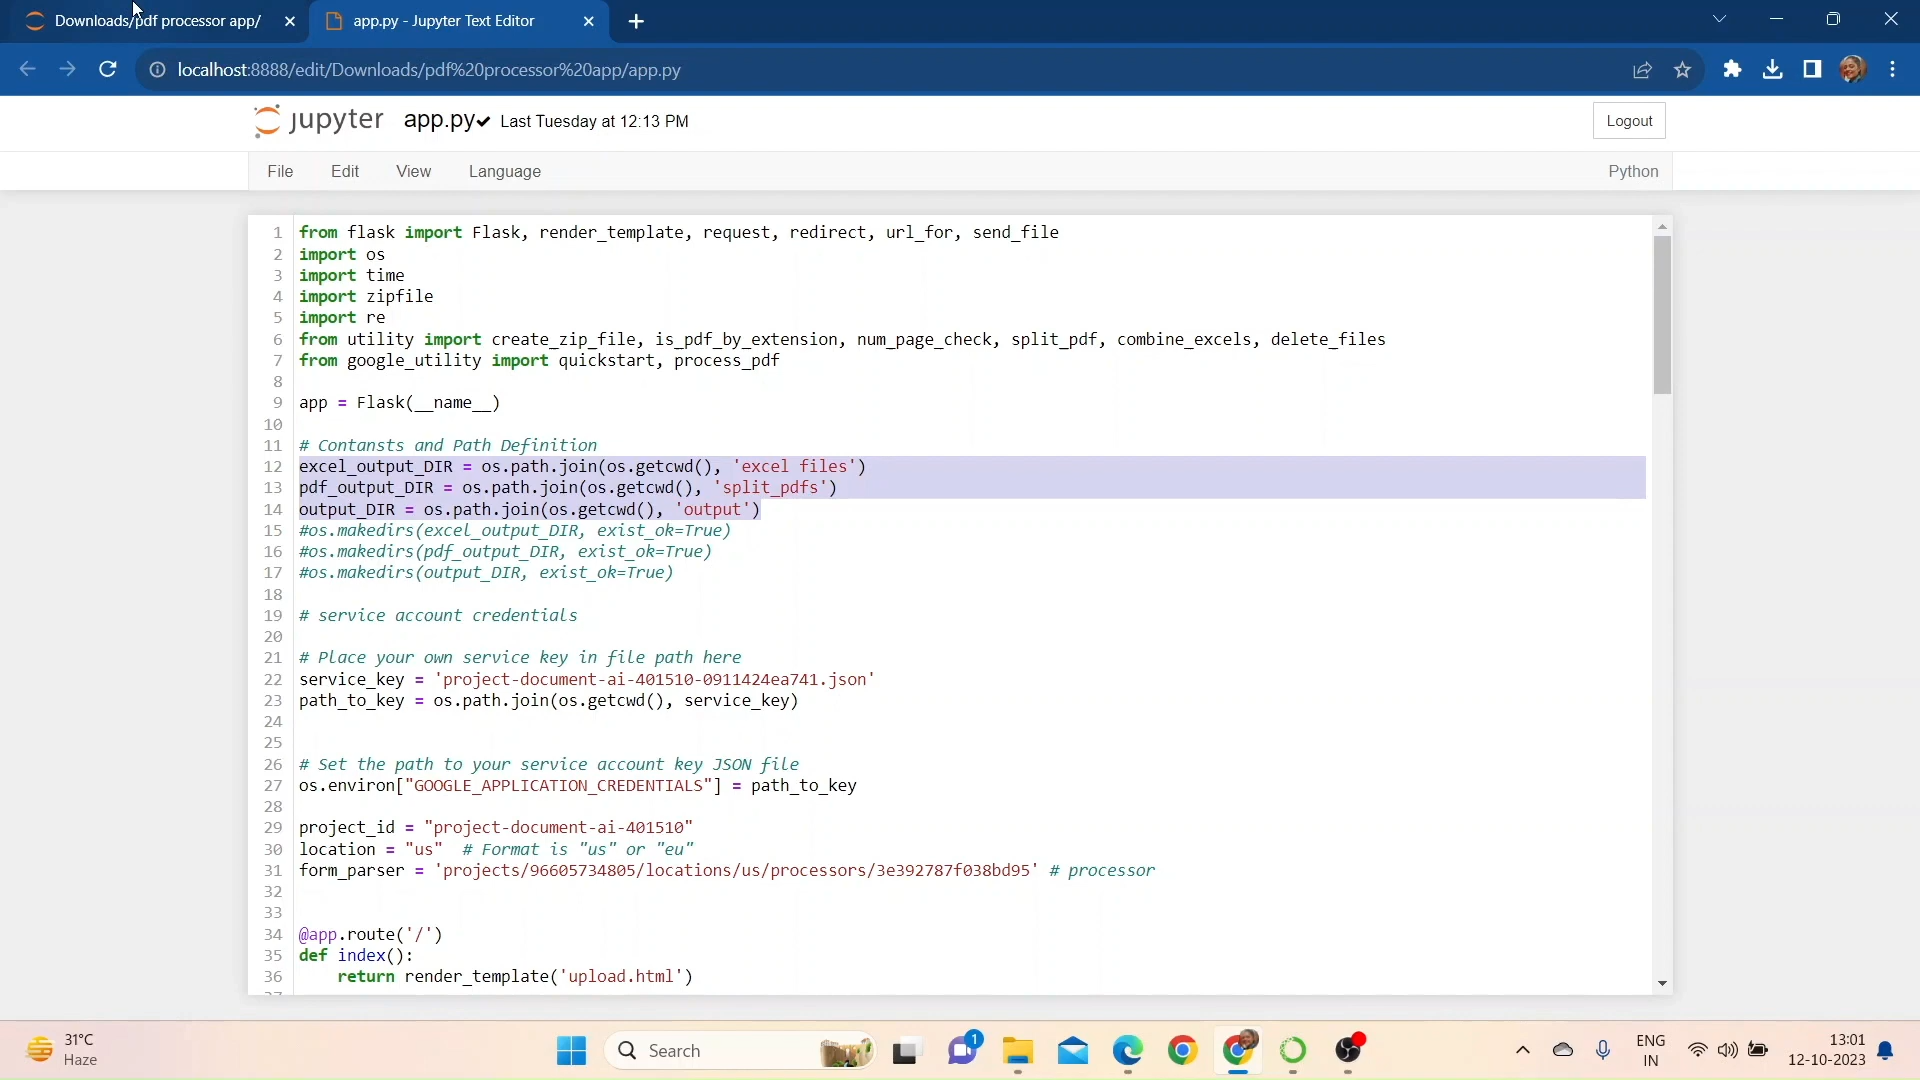 Downloads/pdf processor app/
app.py - Jupyter Text Editor
localhost:8888/edit/Downloads/pdf%20processor%20app/app.py
jupyter app.py Last Tuesday at 12:13 PM Logout
File Edit View Language Python
1 from flask import Flask, render_template, request, redirect, url_for, send_file
2 import os
3 import time
4 import zipfile
5 import re
6 from utility import create_zip_file, is_pdf_by_extension, num_page_check, split_pdf, combine_excels, delete_files
7 from google_utility import quickstart, process_pdf
8
9 app = Flask(__name__)
10
11 # Contansts and Path Definition
12 excel_output_DIR = os.path.join(os.getcwd(), 'excel files')
13 pdf_output_DIR = os.path.join(os.getcwd(), 'split_pdfs')
14 output_DIR = os.path.join(os.getcwd(), 'output')
15 #os.makedirs(excel_output_DIR, exist_ok=True)
16 #os.makedirs(pdf_output_DIR, exist_ok=True)
17 #os.makedirs(output_DIR, exist_ok=True)
18
19 # service account credentials
20
21 # Place your own service key in file path here
22 service_key = 'project-document-ai-401510-0911424ea741.json'
23 path_to_key = os.path.join(os.getcwd(), service_key)
24
25
26 # Set the path to your service account key JSON file
27 os.environ["GOOGLE_APPLICATION_CREDENTIALS"] = path_to_key
28
29 project_id = "project-document-ai-401510"
30 location = "us" # Format is "us" or "eu"
31 form_parser = 'projects/96605734805/locations/us/processors/3e392787f038bd95' # processor
32
33
34 @app.route('/')
35 def index():
36 return render_template('upload.html')
31°C
Haze
Search
1
ENG
IN
13:01
12-10-2023